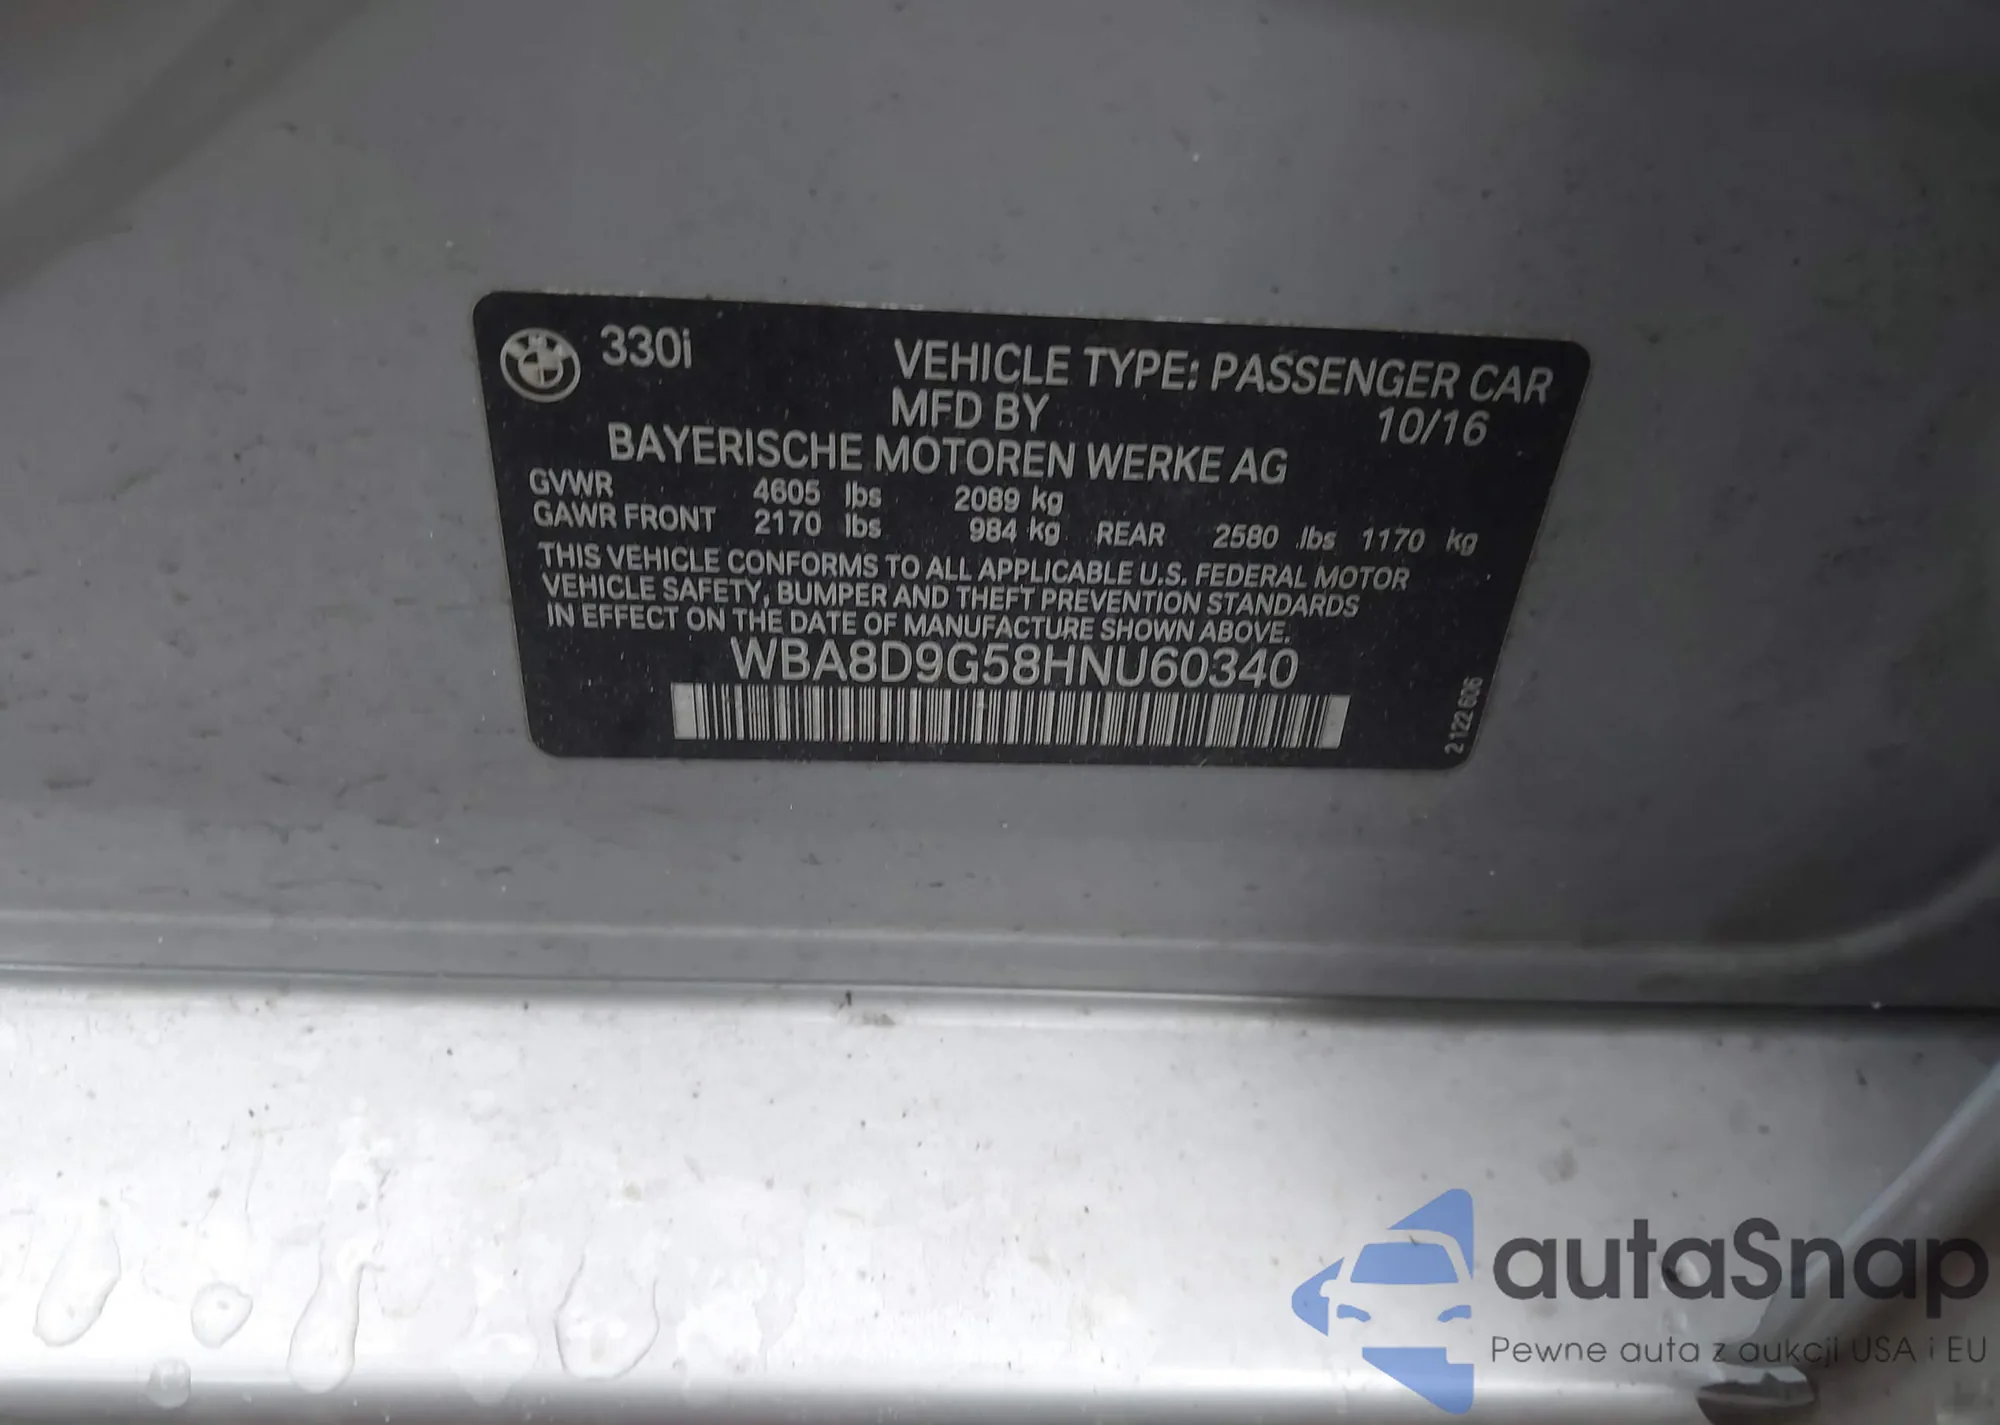 330i
VEHICLE TYPE: PASSENGER CAR
MFD BY 10/16
BAYERISCHE MOTOREN WERKE AG
GVWR 4605 lbs 2089 kg
GAWR FRONT 2170 lbs 984 kg REAR 2580 lbs 1170 kg
THIS VEHICLE CONFORMS TO ALL APPLICABLE U.S. FEDERAL MOTOR
VEHICLE SAFETY, BUMPER AND THEFT PREVENTION STANDARDS
IN EFFECT ON THE DATE OF MANUFACTURE SHOWN ABOVE.
WBA8D9G58HNU60340
2 122 606
autaSnap
Pewne auta z aukcji USA i EU